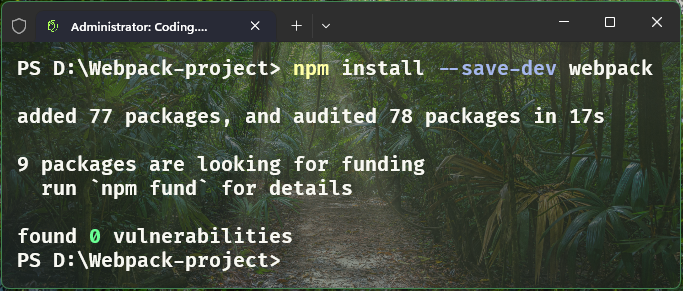 Administrator: Coding....
PS D:\Webpack-project> npm install --save-dev webpack
added 77 packages, and audited 78 packages in 17s
9 packages are looking for funding
  run `npm fund` for details
found 0 vulnerabilities
PS D:\Webpack-project>